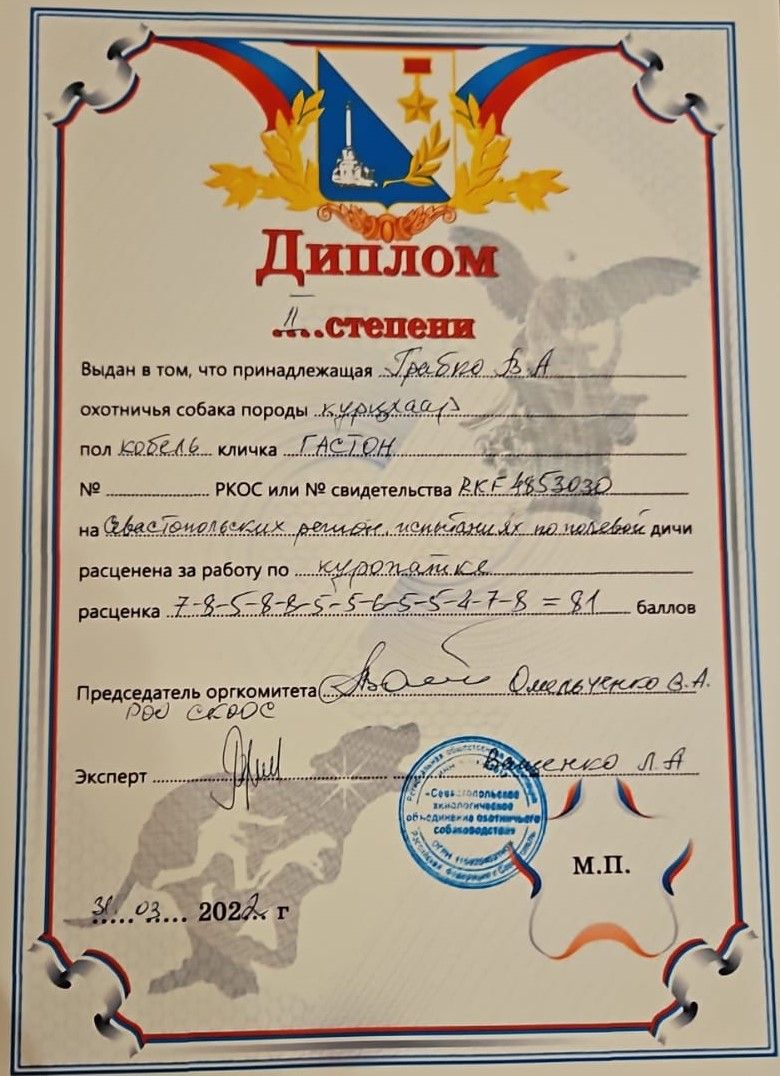 Диплом
II степени
Выдан в том, что принадлежащая Грабко В.А
охотничья собака породы курцхаар
пол кобель кличка ГАСТОН
№ РКОС или № свидетельства RKF 4853030
на Севастопольских регион. испытаниях по полевой дичи
расценена за работу по куропатке
расценка 7-8-5-8-8-5-5-6-5-5-4-7-8 = 81 баллов
Председатель оргкомитета Омельченко В.А.
РОО СКООС
Эксперт Ващенко Л.А
«Севастопольское
кинологическое
объединение охотничьего
собаководства»
М.П.
31.03. 2022 г